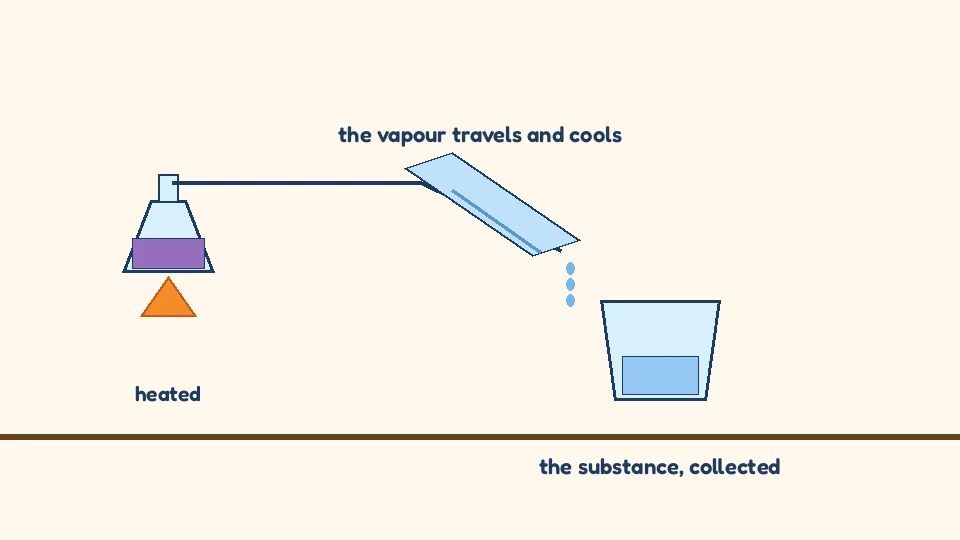 the vapour travels and cools
heated
the substance, collected